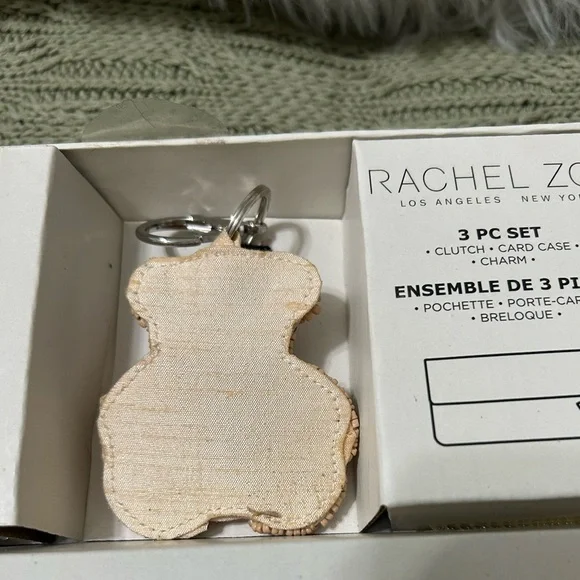 RACHEL ZO
LOS ANGELES NEW YOR
3 PC SET
• CLUTCH • CARD CASE •
• CHARM •
ENSEMBLE DE 3 PI
• POCHETTE • PORTE-CAR
• BRELOQUE •